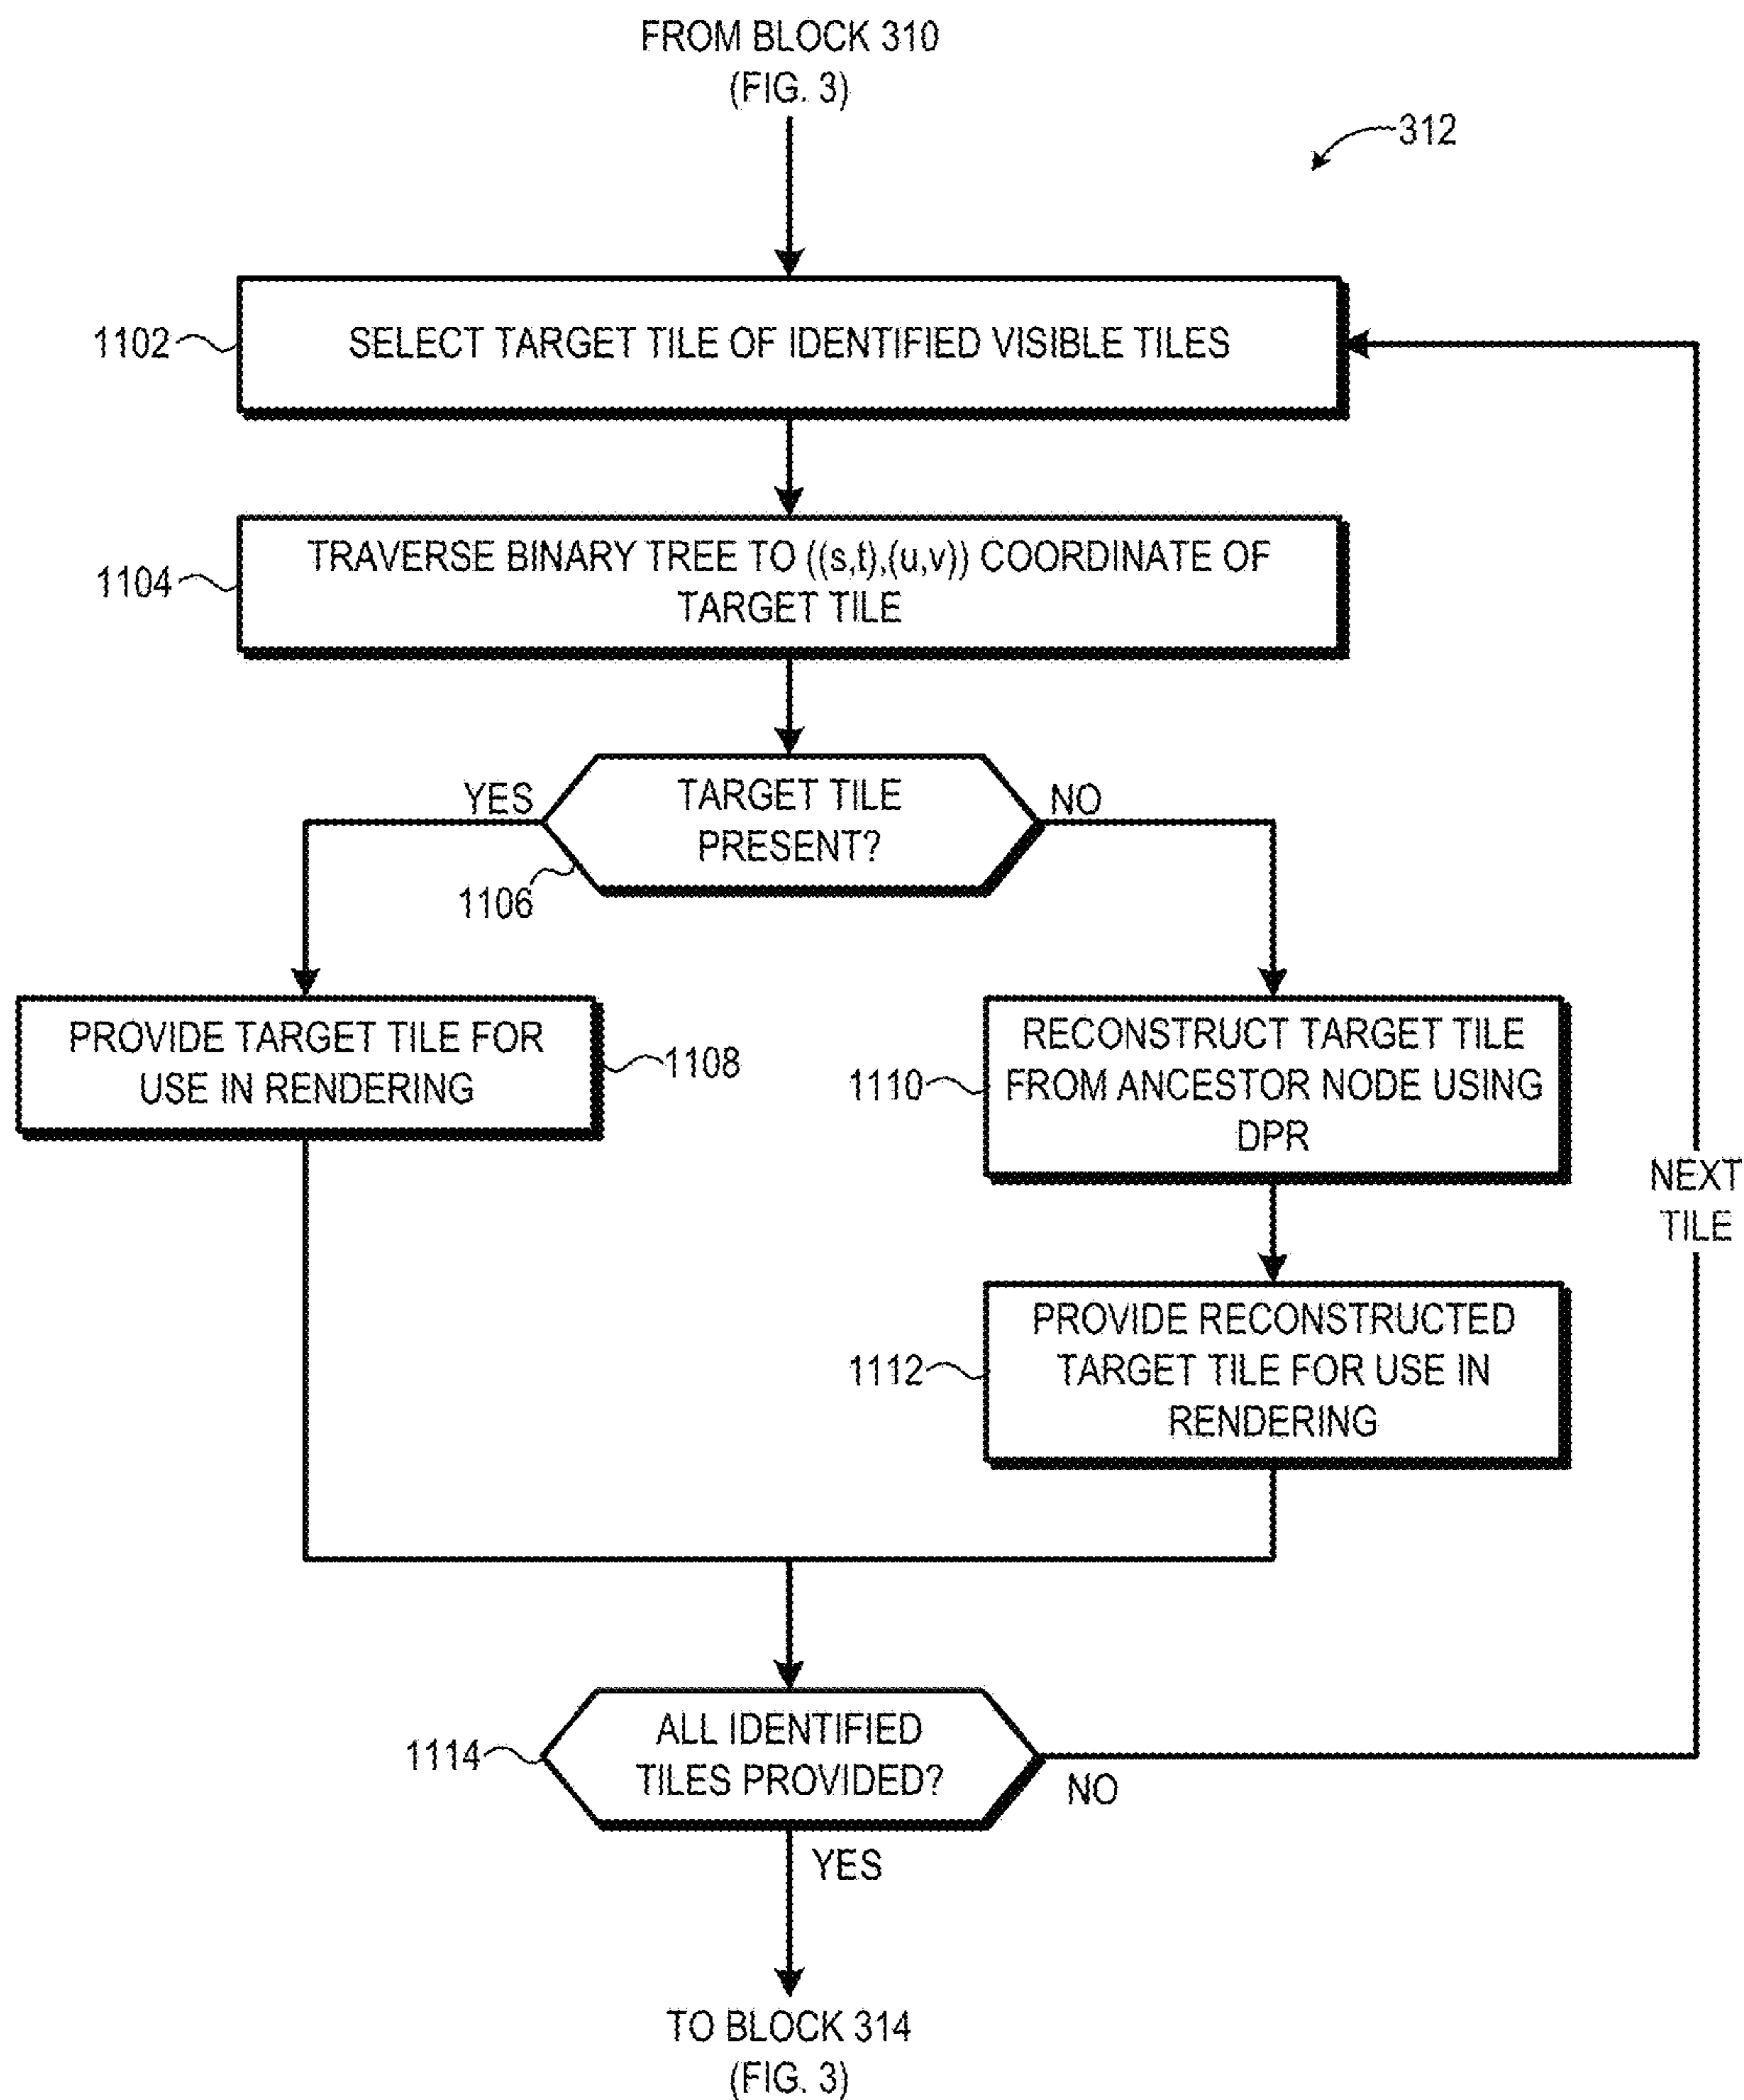 FROM BLOCK 310
(FIG. 3)
312
1102
SELECT TARGET TILE OF IDENTIFIED VISIBLE TILES
1104
TRAVERSE BINARY TREE TO ((s,t),(u,v)) COORDINATE OF
TARGET TILE
YES
TARGET TILE
PRESENT?
NO
1106
PROVIDE TARGET TILE FOR
USE IN RENDERING
1108
1110
RECONSTRUCT TARGET TILE
FROM ANCESTOR NODE USING
DPR
NEXT
TILE
1112
PROVIDE RECONSTRUCTED
TARGET TILE FOR USE IN
RENDERING
1114
ALL IDENTIFIED
TILES PROVIDED?
NO
YES
TO BLOCK 314
(FIG. 3)